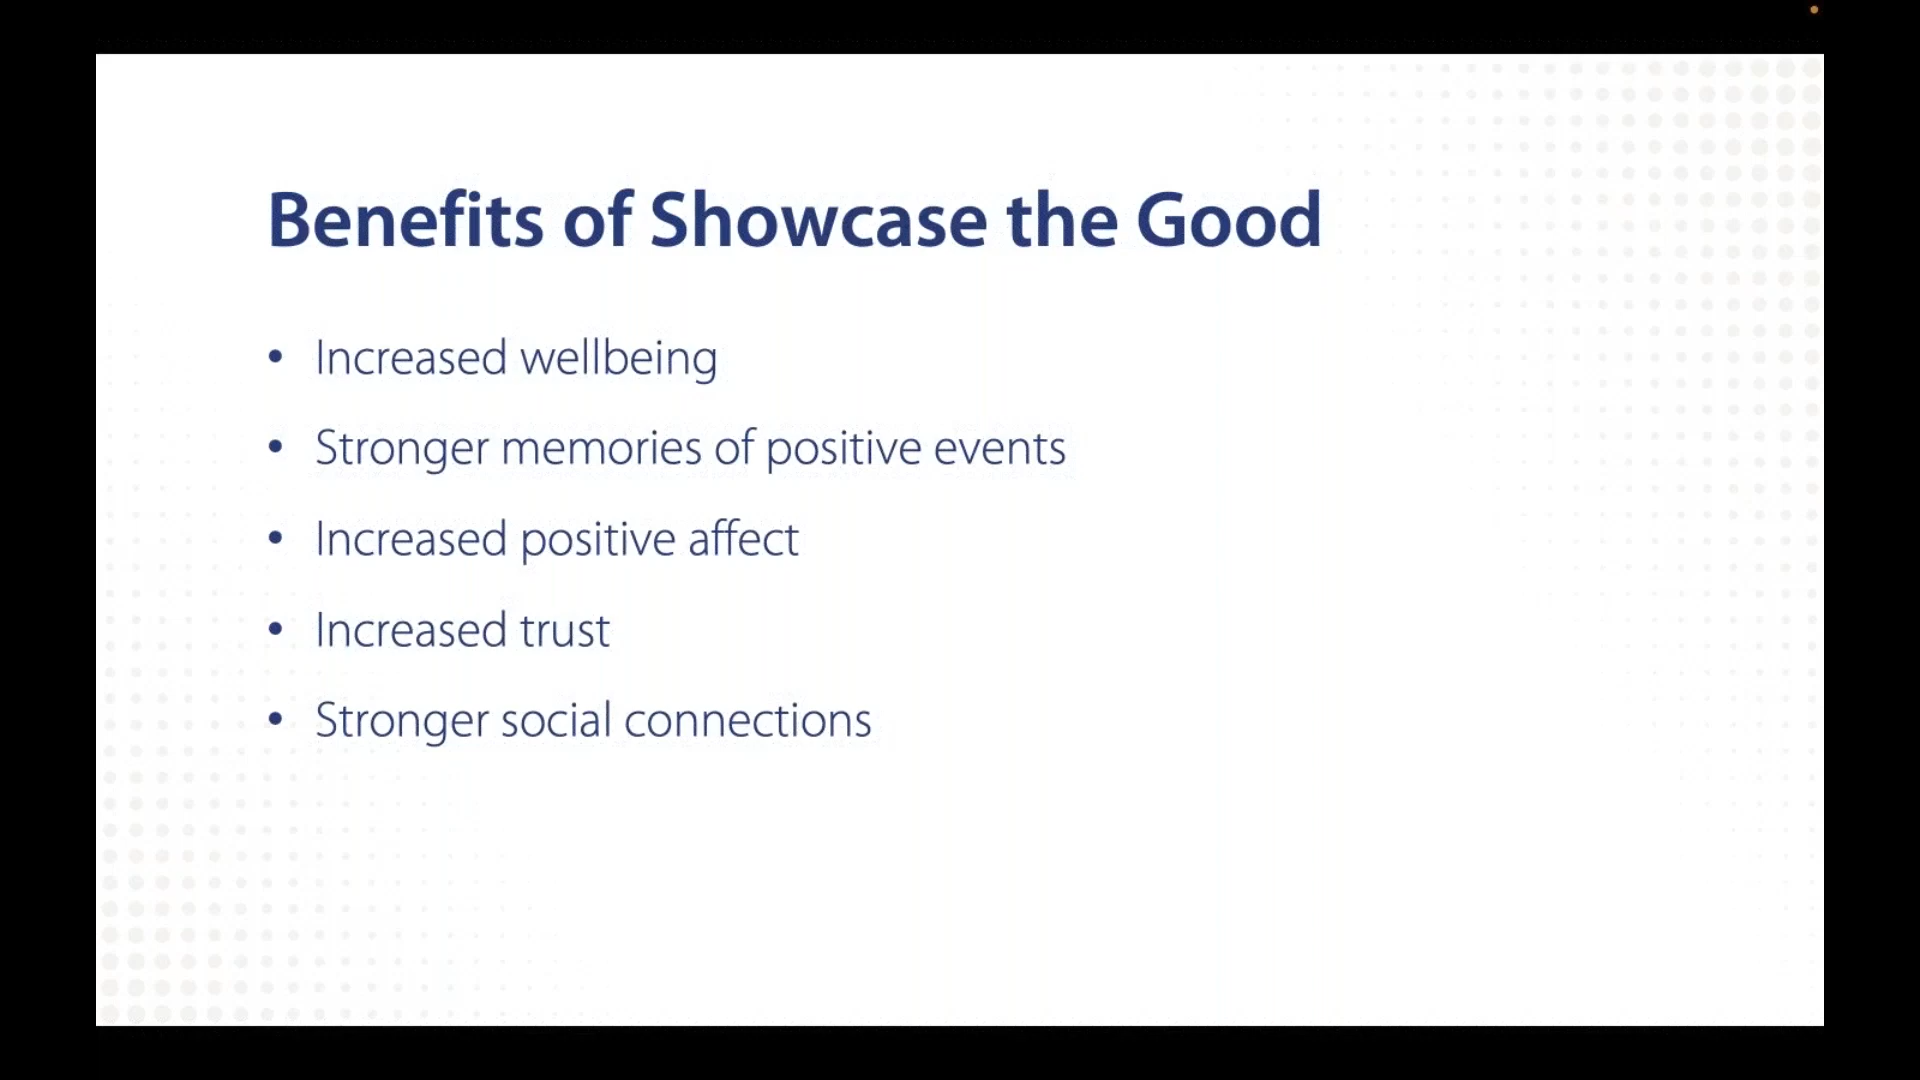 Benefits of Showcase the Good
• Increased wellbeing
• Stronger memories of positive events
• Increased positive affect
• Increased trust
• Stronger social connections